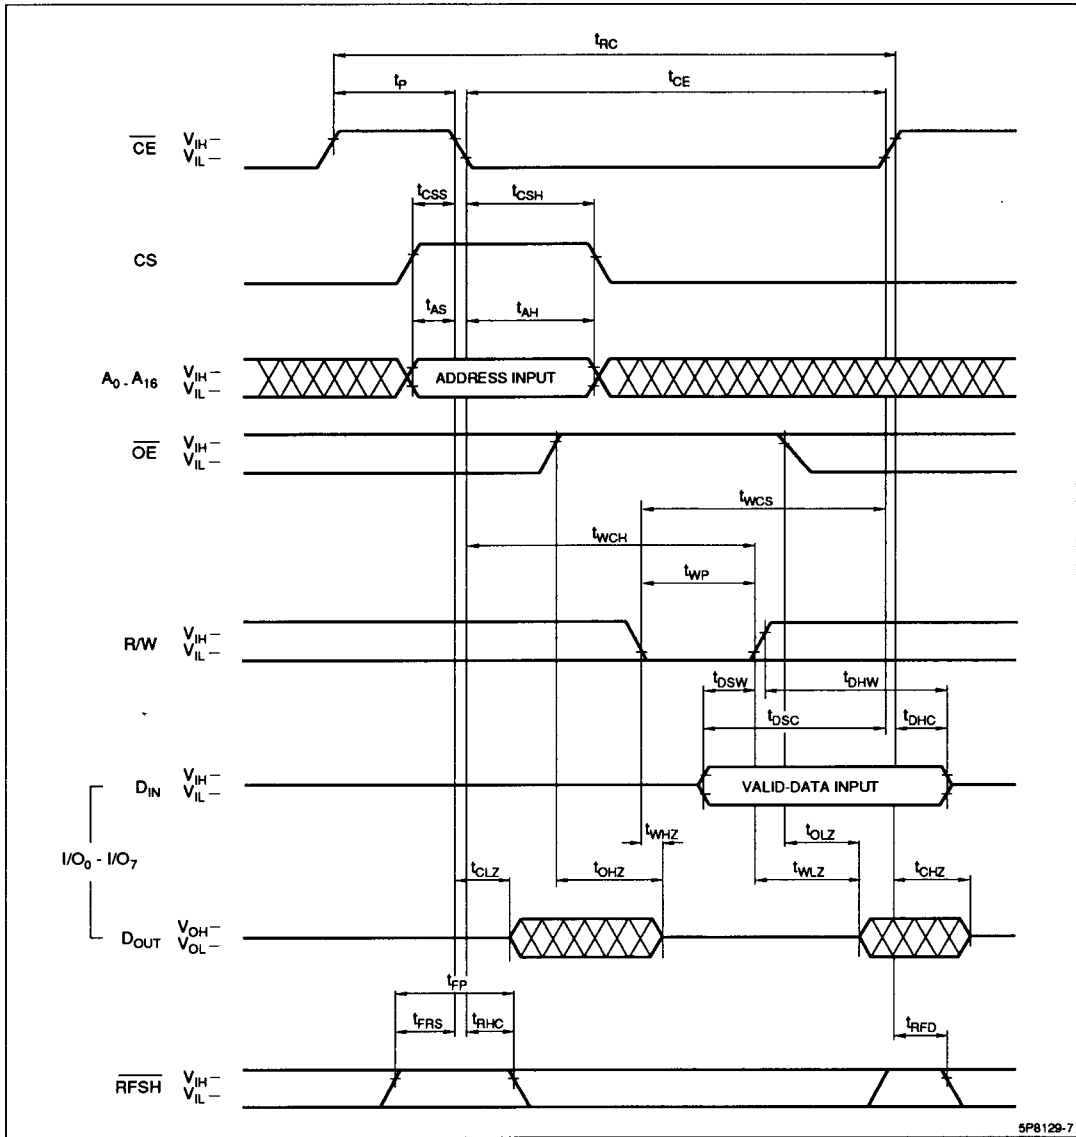 tRC
tP
tCE
CE
VIH
VIL
tCSS
tCSH
CS
tAS
tAH
A0 - A16
VIH
VIL
ADDRESS INPUT
OE
VIH
VIL
tWCS
tWCH
tWP
R/W
VIH
VIL
tDSW
tDHW
tDSC
tDHC
DIN
VIH
VIL
VALID-DATA INPUT
I/O0 - I/O7
tWHZ
tOLZ
tCLZ
tOHZ
tWLZ
tCHZ
DOUT
VOH
VOL
tFP
tFRS
tRHC
tRFD
RFSH
VIH
VIL
5P8129-7